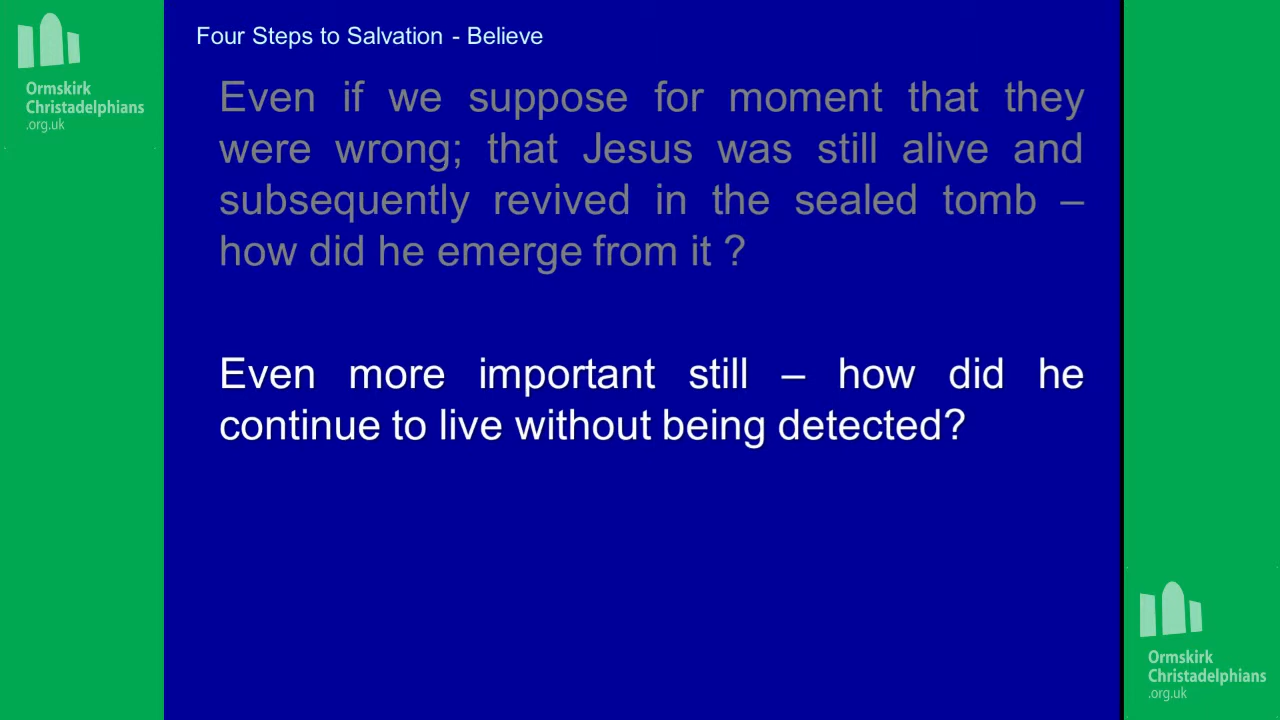 Ormskirk
Christadelphians
.org.uk
Four Steps to Salvation - Believe
Even if we suppose for moment that they
were wrong; that Jesus was still alive and
subsequently revived in the sealed tomb –
how did he emerge from it ?
Even more important still – how did he
continue to live without being detected?
Ormskirk
Christadelphians
.org.uk